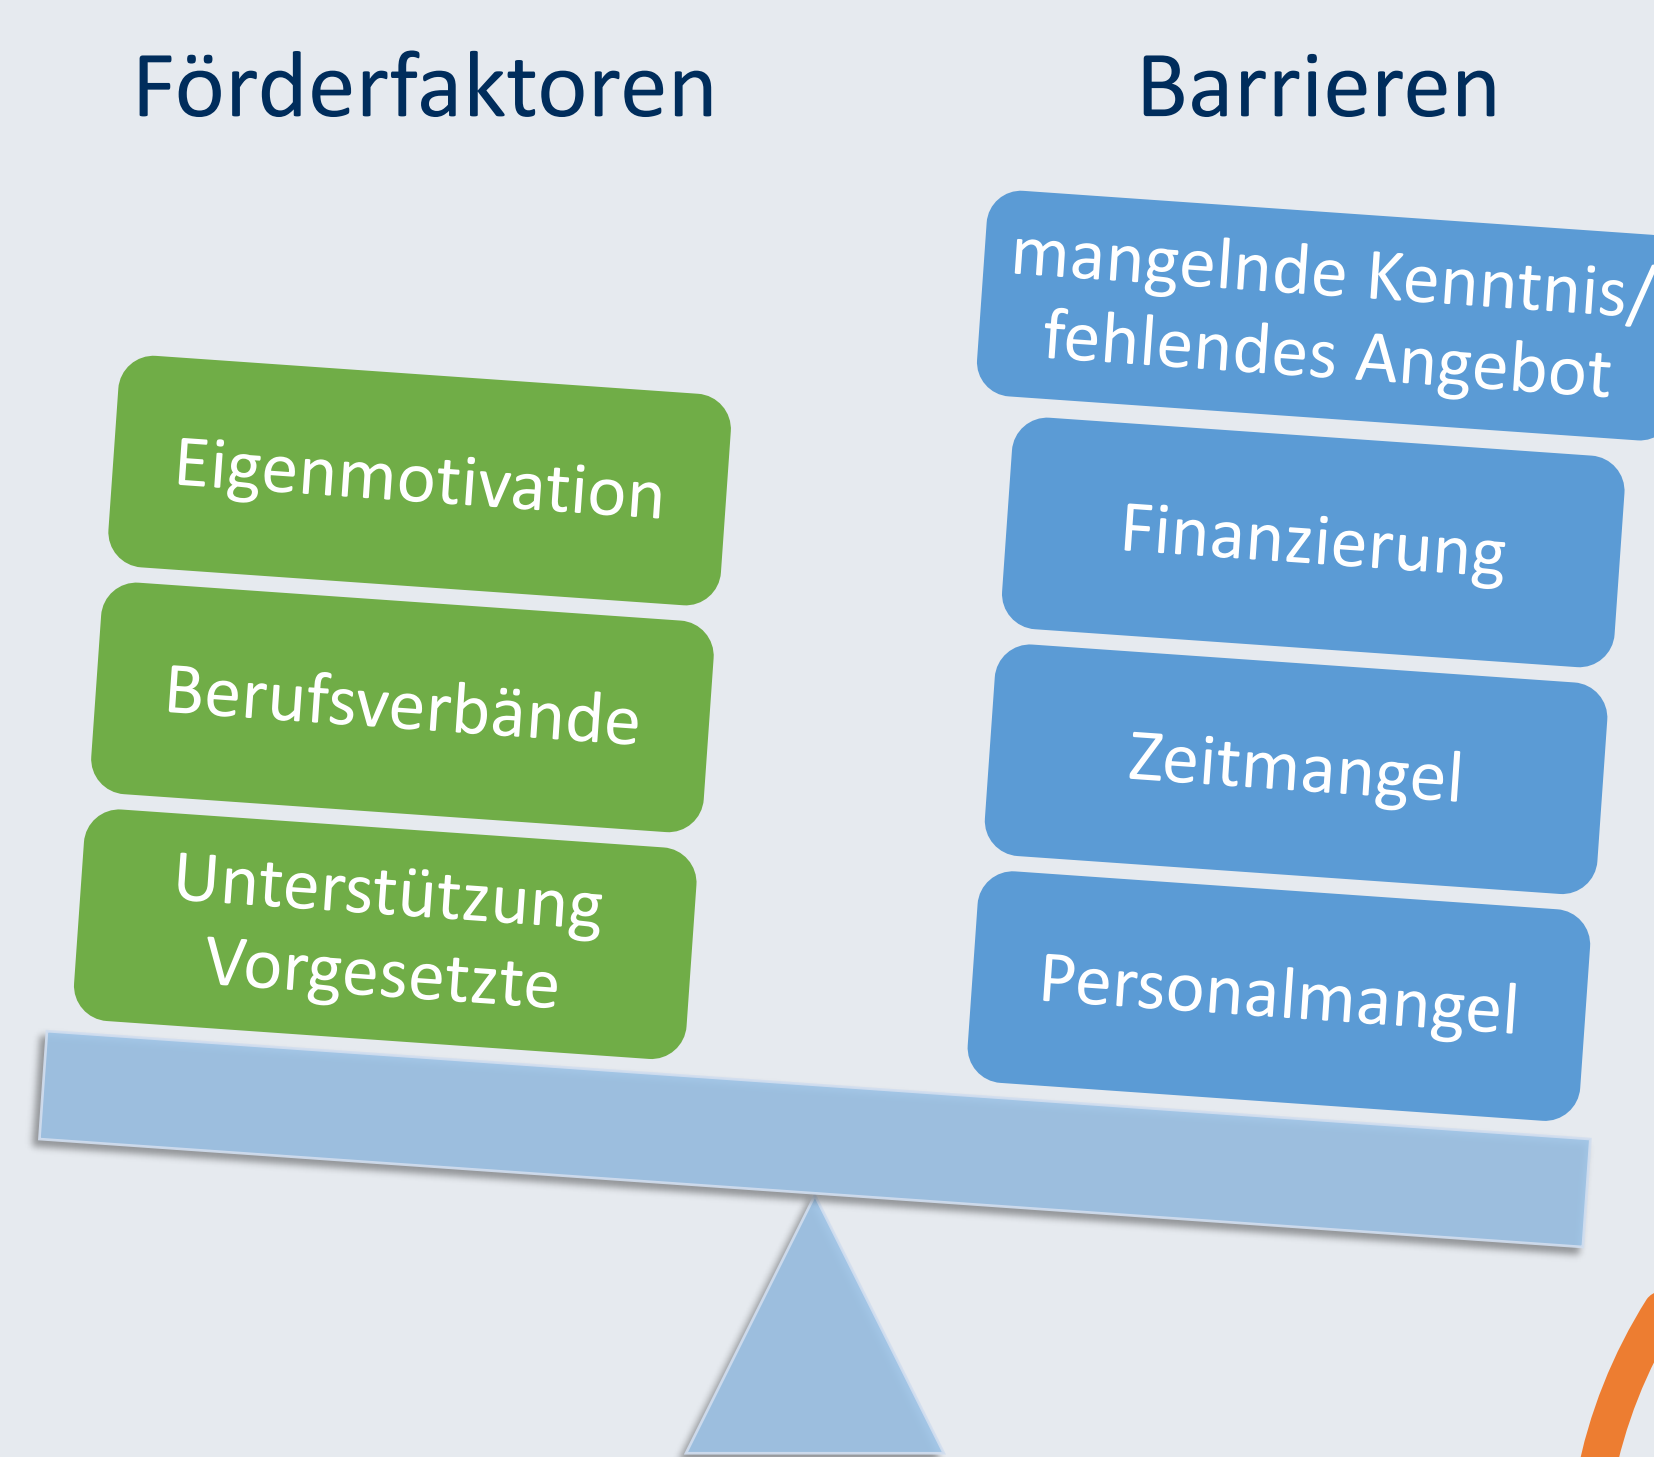 Förderfaktoren
Barrieren
Eigenmotivation
Berufsverbände
Unterstützung
Vorgesetzte
mangelnde Kenntnis/
fehlendes Angebot
Finanzierung
Zeitmangel
Personalmangel